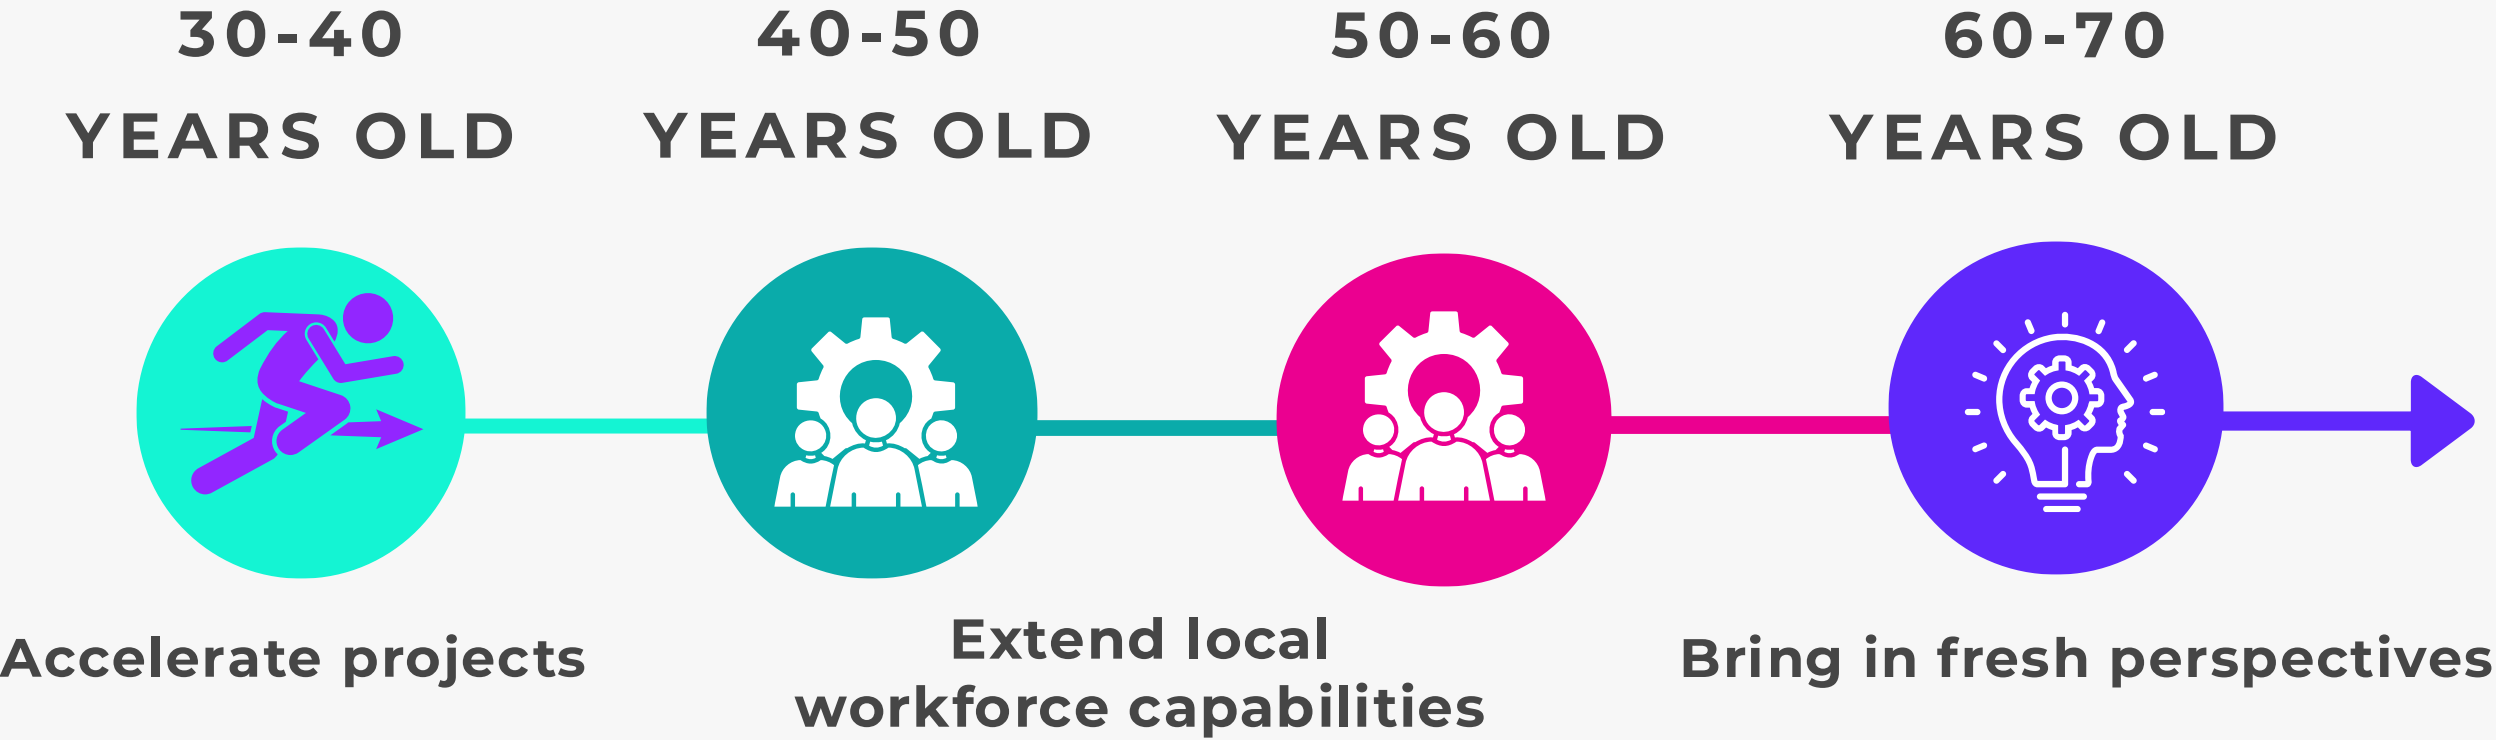 30-40
YEARS OLD
40-50
YEARS OLD
50-60
YEARS OLD
60-70
YEARS OLD
Accelerate projects
Extend local
workforce capabilities
Bring in fresh perspectives